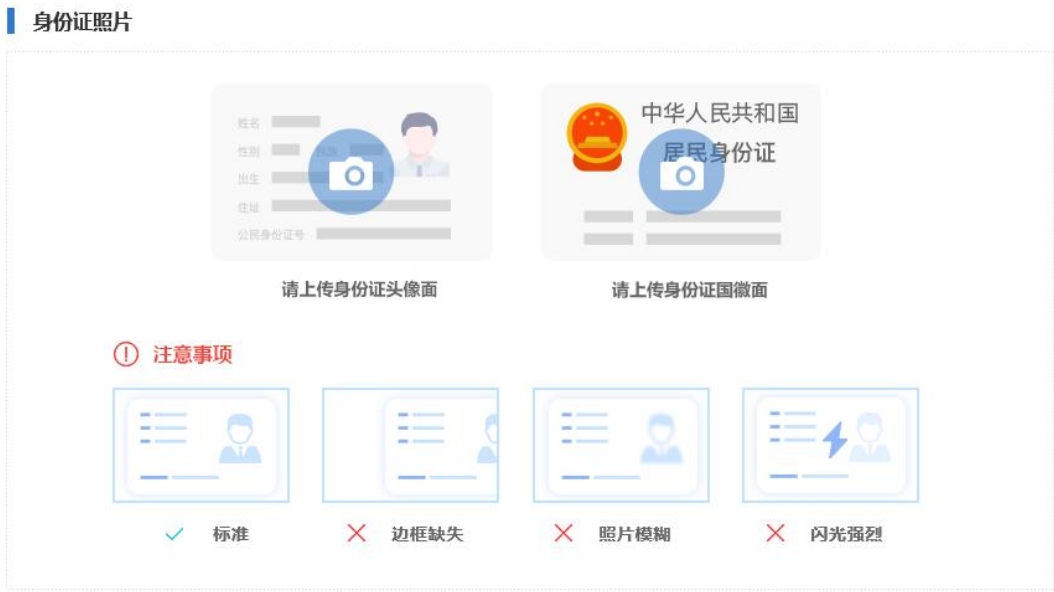 身份证照片
姓名
性别 民族
出生
住址
公民身份证号
中华人民共和国
居民身份证
请上传身份证头像面
请上传身份证国徽面
注意事项
标准
边框缺失
照片模糊
闪光强烈